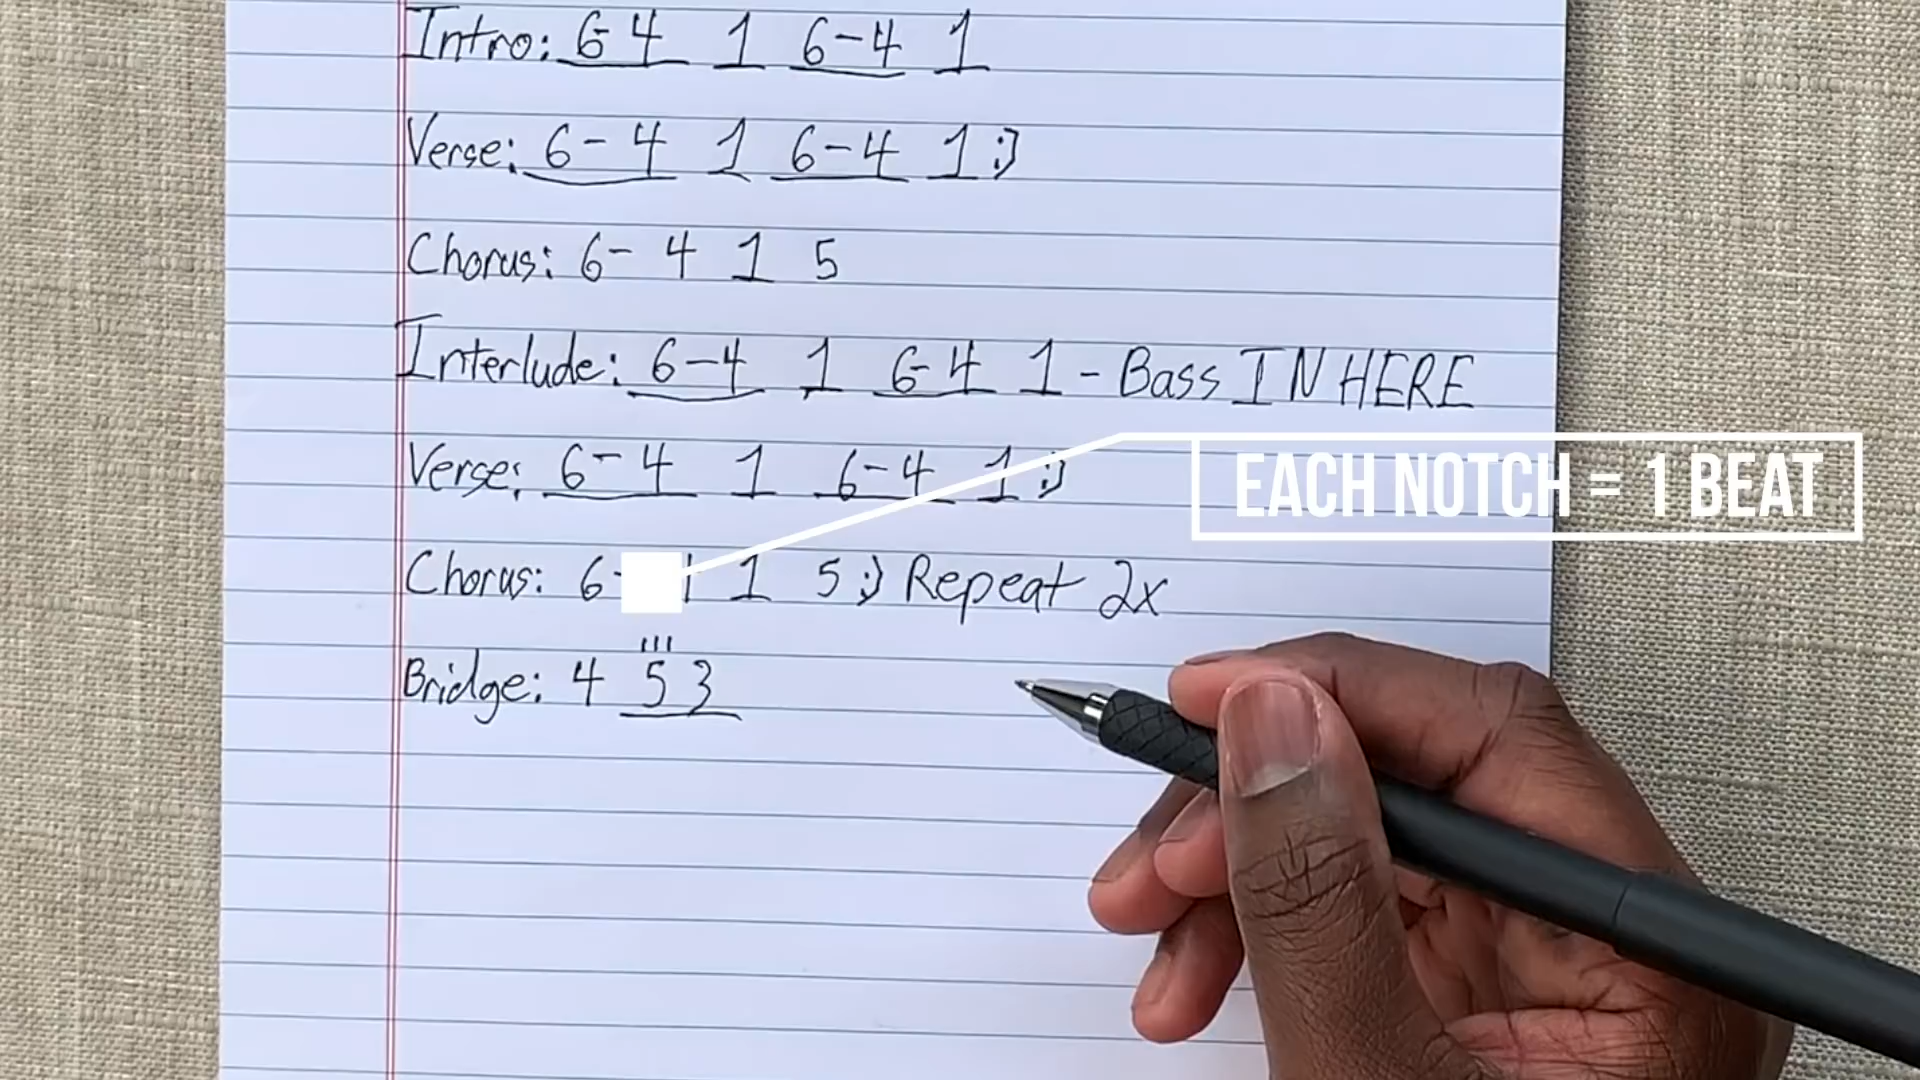 Intro: 6- 4 1 6-4 1
Verse: 6- 4 1 6-4 1 :)
Chorus: 6- 4 1 5
Interlude: 6-4 1 6-4 1 - Bass IN HERE
Verse: 6- 4 1 6-4 1 :)
EACH NOTCH = 1 BEAT
Chorus: 6- 1 5 :) Repeat 2x
Bridge: 4 5 3